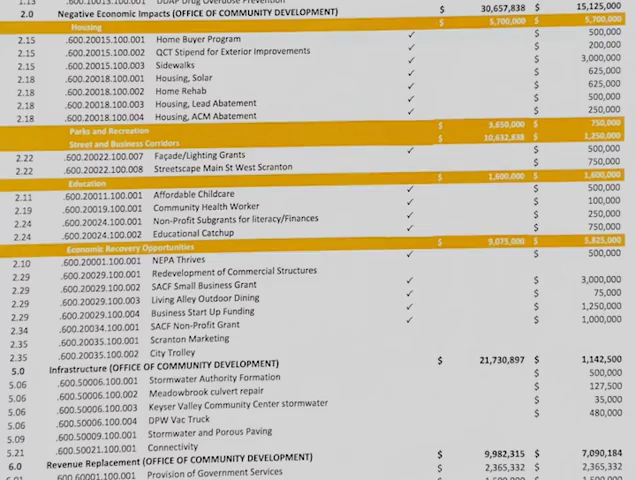 1.13 .600.10013.100.001 DDAP Drug Overdose Prevention
2.0 Negative Economic Impacts (OFFICE OF COMMUNITY DEVELOPMENT) $ 30,657,838 $ 15,125,000
Housing $ 5,700,000 $ 5,700,000
2.15 .600.20015.100.001 Home Buyer Program ✓ $ 500,000
2.15 .600.20015.100.002 QCT Stipend for Exterior Improvements ✓ $ 200,000
2.15 .600.20015.100.003 Sidewalks ✓ $ 3,000,000
2.18 .600.20018.100.001 Housing, Solar ✓ $ 625,000
2.18 .600.20018.100.002 Home Rehab ✓ $ 625,000
2.18 .600.20018.100.003 Housing, Lead Abatement ✓ $ 500,000
2.18 .600.20018.100.004 Housing, ACM Abatement ✓ $ 250,000
Parks and Recreation $ 3,650,000 $ 750,000
Street and Business Corridors $ 10,632,838 $ 1,250,000
2.22 .600.20022.100.007 Façade/Lighting Grants ✓ $ 500,000
2.22 .600.20022.100.008 Streetscape Main St West Scranton $ 750,000
Education $ 1,600,000 $ 1,600,000
2.11 .600.20011.100.001 Affordable Childcare ✓ $ 500,000
2.19 .600.20019.100.001 Community Health Worker ✓ $ 100,000
2.24 .600.20024.100.001 Non-Profit Subgrants for literacy/Finances ✓ $ 250,000
2.24 .600.20024.100.002 Educational Catchup ✓ $ 750,000
Economic Recovery Opportunities $ 9,075,000 $ 5,825,000
2.10 .600.20001.100.001 NEPA Thrives ✓ $ 500,000
2.29 .600.20029.100.001 Redevelopment of Commercial Structures
2.29 .600.20029.100.002 SACF Small Business Grant ✓ $ 3,000,000
2.29 .600.20029.100.003 Living Alley Outdoor Dining ✓ $ 75,000
2.29 .600.20029.100.004 Business Start Up Funding ✓ $ 1,250,000
2.34 .600.20034.100.001 SACF Non-Profit Grant ✓ $ 1,000,000
2.35 .600.20035.100.001 Scranton Marketing
2.35 .600.20035.100.002 City Trolley
5.0 Infrastructure (OFFICE OF COMMUNITY DEVELOPMENT) $ 21,730,897 $ 1,142,500
5.06 .600.50006.100.001 Stormwater Authority Formation $ 500,000
5.06 .600.50006.100.002 Meadowbrook culvert repair $ 127,500
5.06 .600.50006.100.003 Keyser Valley Community Center stormwater $ 35,000
5.06 .600.50006.100.004 DPW Vac Truck $ 480,000
5.09 .600.50009.100.001 Stormwater and Porous Paving
5.21 .600.50021.100.001 Connectivity
6.0 Revenue Replacement (OFFICE OF COMMUNITY DEVELOPMENT) $ 9,982,315 $ 7,090,184
6.01 .600.60001.100.001 Provision of Government Services $ 2,365,332 $ 2,365,332